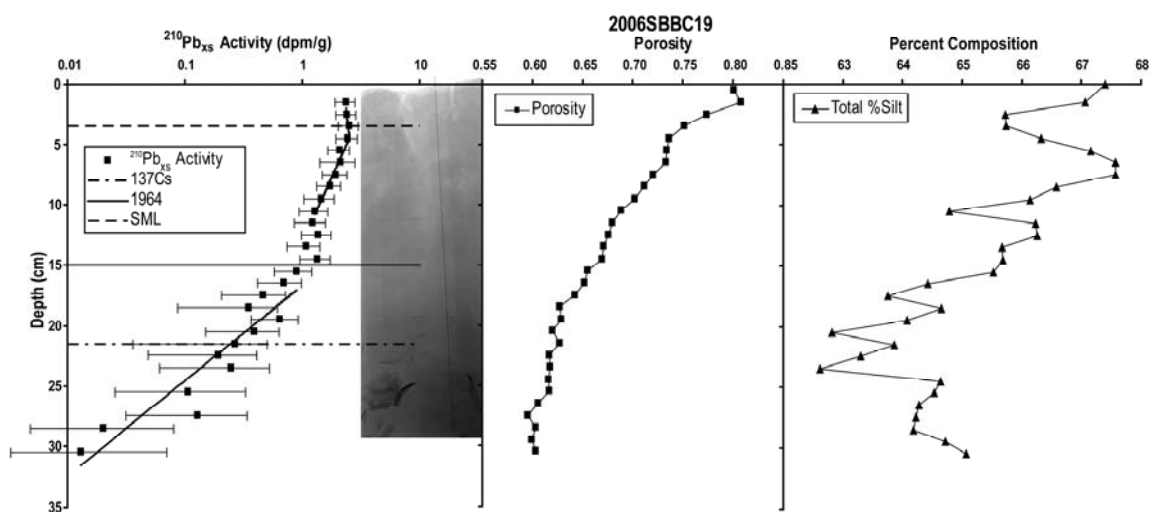 2006SBBC19
²¹⁰Pbxs Activity (dpm/g)
Porosity
Percent Composition
0.01 0.1 1 10 0.55 0.60 0.65 0.70 0.75 0.80 0.85 63 64 65 66 67 68
0
5
10
15
20
25
30
35
Depth (cm)
²¹⁰Pbxs Activity
137Cs
1964
SML
Porosity
Total %Silt